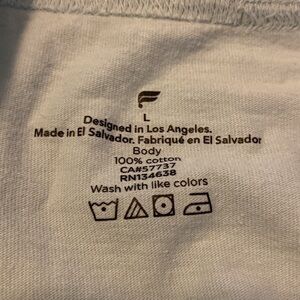 L
Designed in Los Angeles.
Made in El Salvador. Fabriqué en El Salvador
Body
100% cotton
CA#57737
RN134638
Wash with like colors